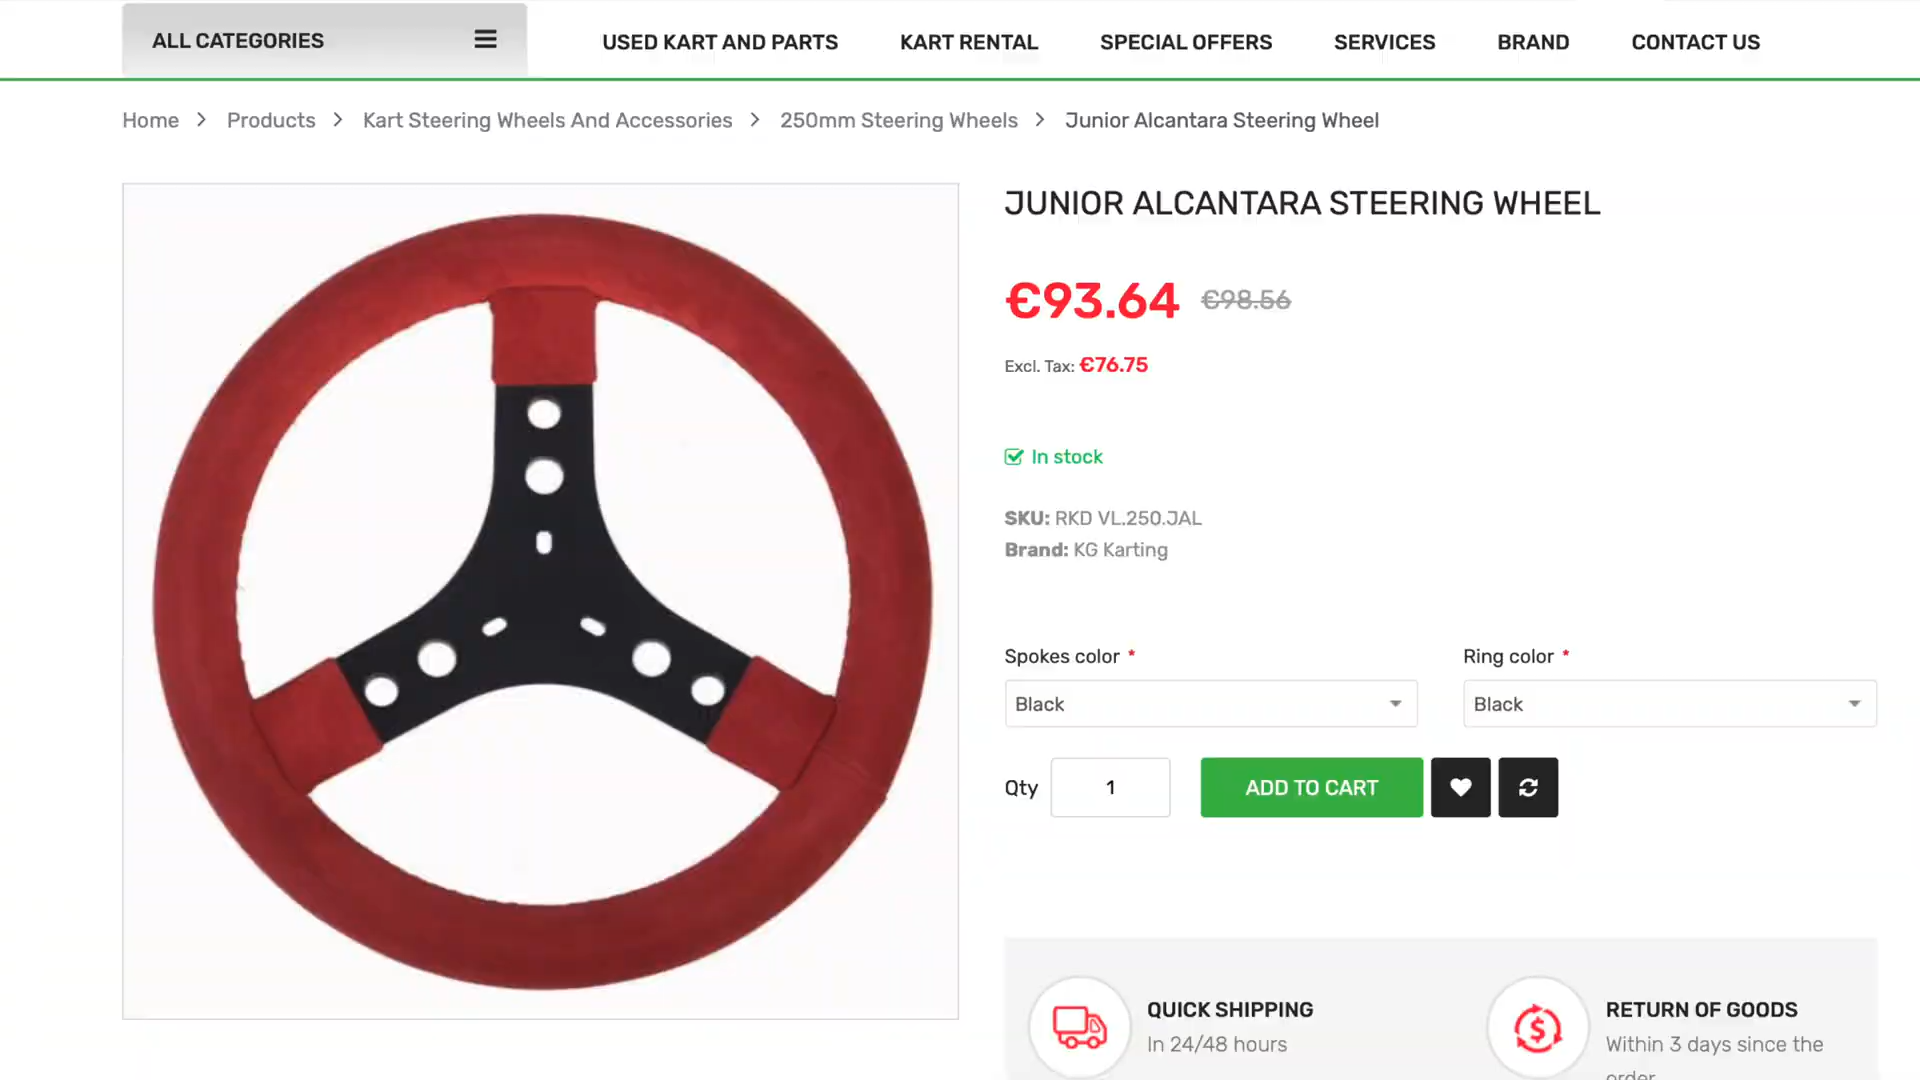 ALL CATEGORIES
USED KART AND PARTS
KART RENTAL
SPECIAL OFFERS
SERVICES
BRAND
CONTACT US
Home > Products > Kart Steering Wheels And Accessories > 250mm Steering Wheels > Junior Alcantara Steering Wheel
JUNIOR ALCANTARA STEERING WHEEL
€93.64 €98.56
Excl. Tax: €76.75
In stock
SKU: RKD VL.250.JAL
Brand: KG Karting
Spokes color *
Black
Ring color *
Black
Qty 1
ADD TO CART
QUICK SHIPPING
In 24/48 hours
RETURN OF GOODS
Within 3 days since the
order